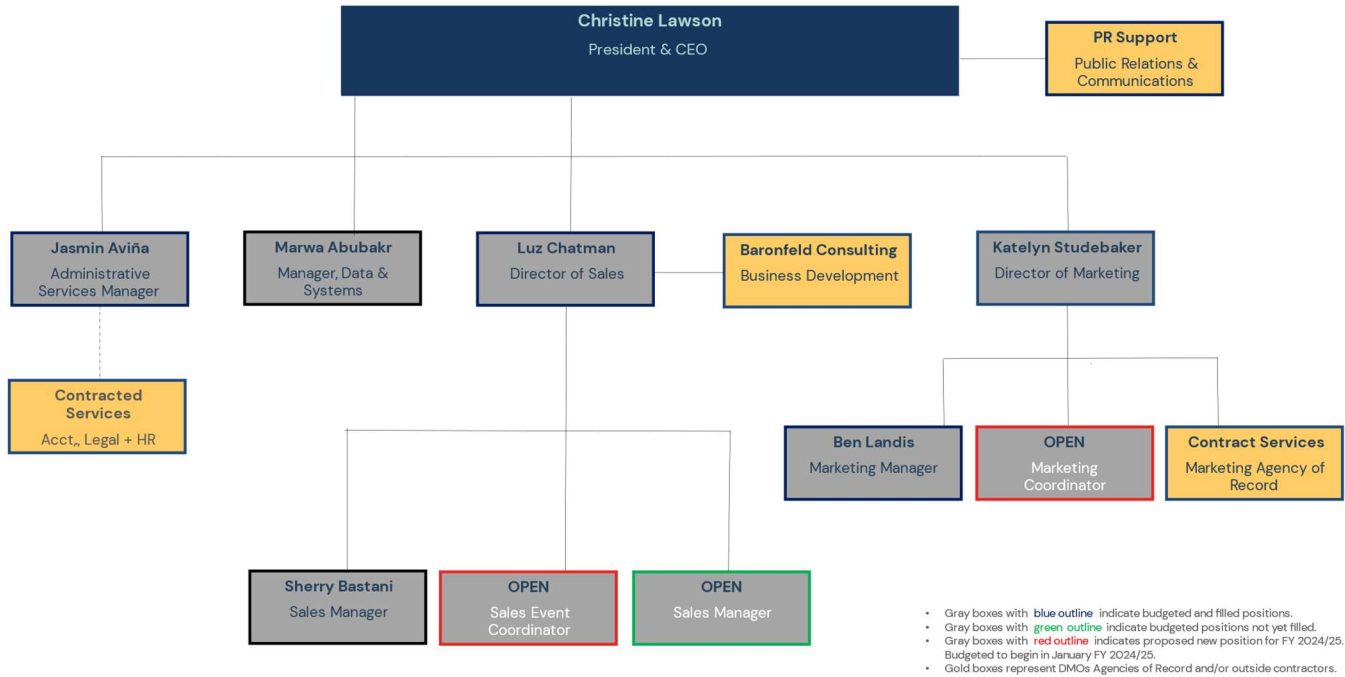 Christine Lawson
President & CEO
PR Support
Public Relations &
Communications
Jasmin Aviña
Administrative
Services Manager
Marwa Abubakr
Manager, Data &
Systems
Luz Chatman
Director of Sales
Baronfeld Consulting
Business Development
Katelyn Studebaker
Director of Marketing
Contracted
Services
Acct,, Legal + HR
Ben Landis
Marketing Manager
OPEN
Marketing
Coordinator
Contract Services
Marketing Agency of
Record
Sherry Bastani
Sales Manager
OPEN
Sales Event
Coordinator
OPEN
Sales Manager
• Gray boxes with blue outline indicate budgeted and filled positions.
• Gray boxes with green outline indicate budgeted positions not yet filled.
• Gray boxes with red outline indicates proposed new position for FY 2024/25.
Budgeted to begin in January FY 2024/25.
• Gold boxes represent DMOs Agencies of Record and/or outside contractors.